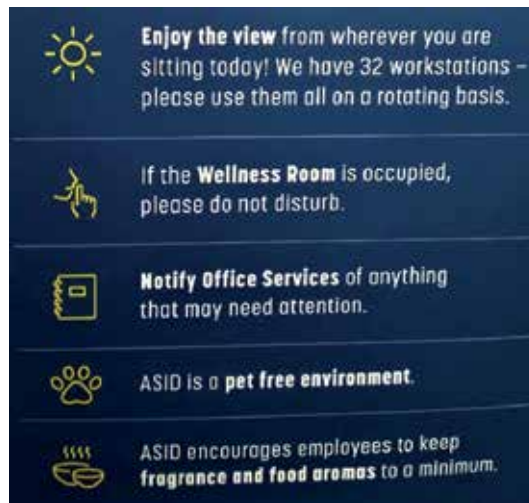 Enjoy the view from wherever you are
sitting today! We have 32 workstations –
please use them all on a rotating basis.
If the Wellness Room is occupied,
please do not disturb.
Notify Office Services of anything
that may need attention.
ASID is a pet free environment.
ASID encourages employees to keep
fragrance and food aromas to a minimum.